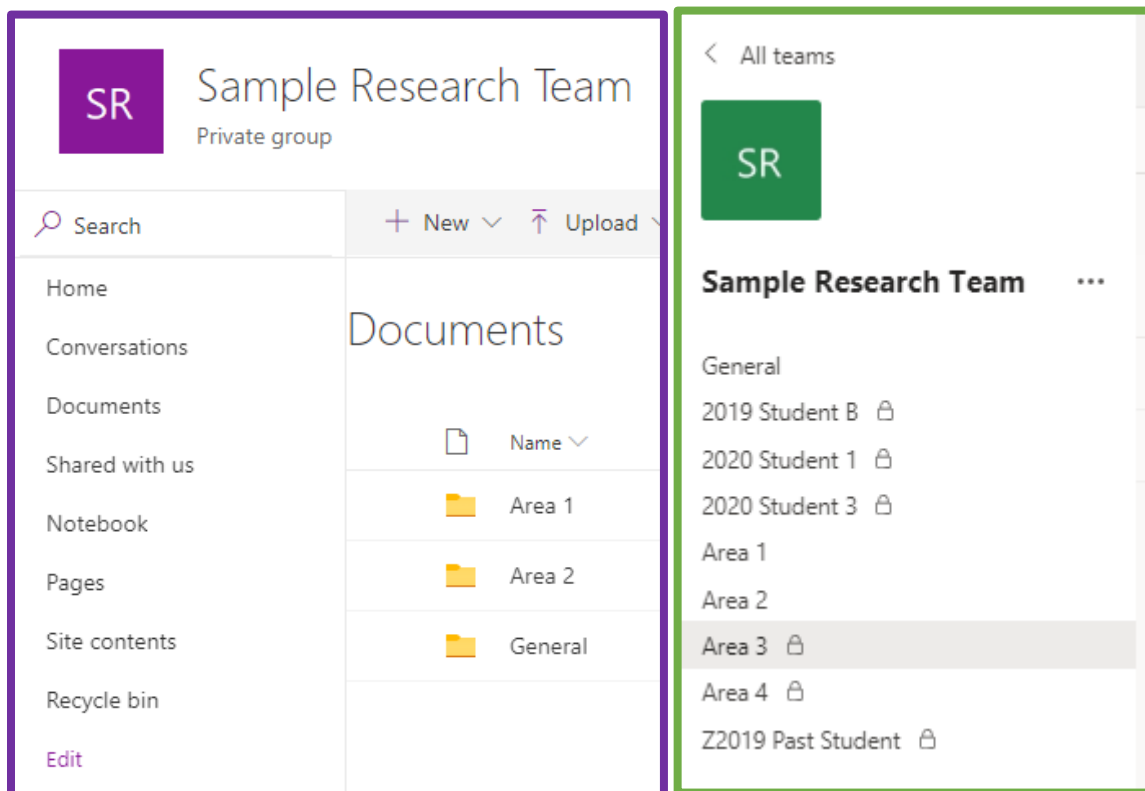 SR
Sample Research Team
Private group
Search
New
Upload
Home
Conversations
Documents
Shared with us
Notebook
Pages
Site contents
Recycle bin
Edit
Documents
Name
Area 1
Area 2
General
All teams
SR
Sample Research Team
...
General
2019 Student B
2020 Student 1
2020 Student 3
Area 1
Area 2
Area 3
Area 4
Z2019 Past Student